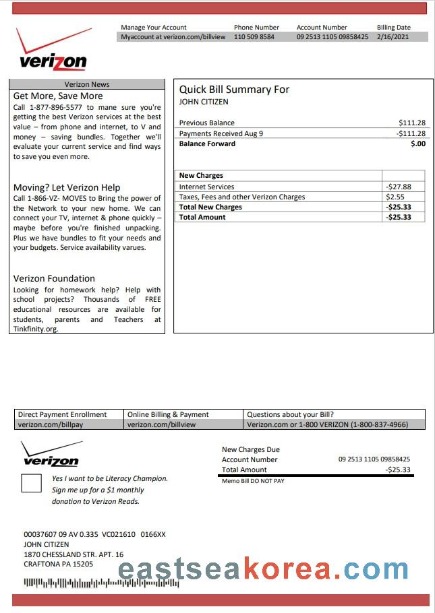 Manage Your Account Phone Number Account Number Billing Date
Myaccount at verizon.com/billview 110 509 8584 09 2513 1105 09858425 2/16/2021
verizon
Verizon News
Get More, Save More
Call 1-877-896-5577 to mane sure you're
getting the best Verizon services at the best
value – from phone and internet, to V and
money – saving bundles. Together we'll
evaluate your current service and find ways
to save you even more.
Moving? Let Verizon Help
Call 1-866-VZ- MOVES to Bring the power of
the Network to your new home. We can
connect your TV, internet & phone quickly –
maybe before you're finished unpacking.
Plus we have bundles to fit your needs and
your budgets. Service availability varues.
Verizon Foundation
Looking for homework help? Help with
school projects? Thousands of FREE
educational resources are available for
students, parents and Teachers at
Tinkfinity.org.
Quick Bill Summary For
JOHN CITIZEN
Previous Balance $111.28
Payments Received Aug 9 -$111.28
Balance Forward $.00
New Charges
Internet Services -$27.88
Taxes, Fees and other Verizon Charges $2.55
Total New Charges -$25.33
Total Amount -$25.33
Direct Payment Enrollment Online Billing & Payment Questions about your Bill?
verizon.com/billpay verizon.com/billview Verizon.com or 1-800 VERIZON (1-800-837-4966)
verizon
Yes I want to be Literacy Champion.
Sign me up for a $1 monthly
donation to Verizon Reads.
New Charges Due
Account Number 09 2513 1105 09858425
Total Amount -$25.33
Memo Bill DO NOT PAY
00037607 09 AV 0.335 VC021610 0166XX
JOHN CITIZEN
1870 CHESSLAND STR. APT. 16
CRAFTONA PA 15205
eastseakorea.com